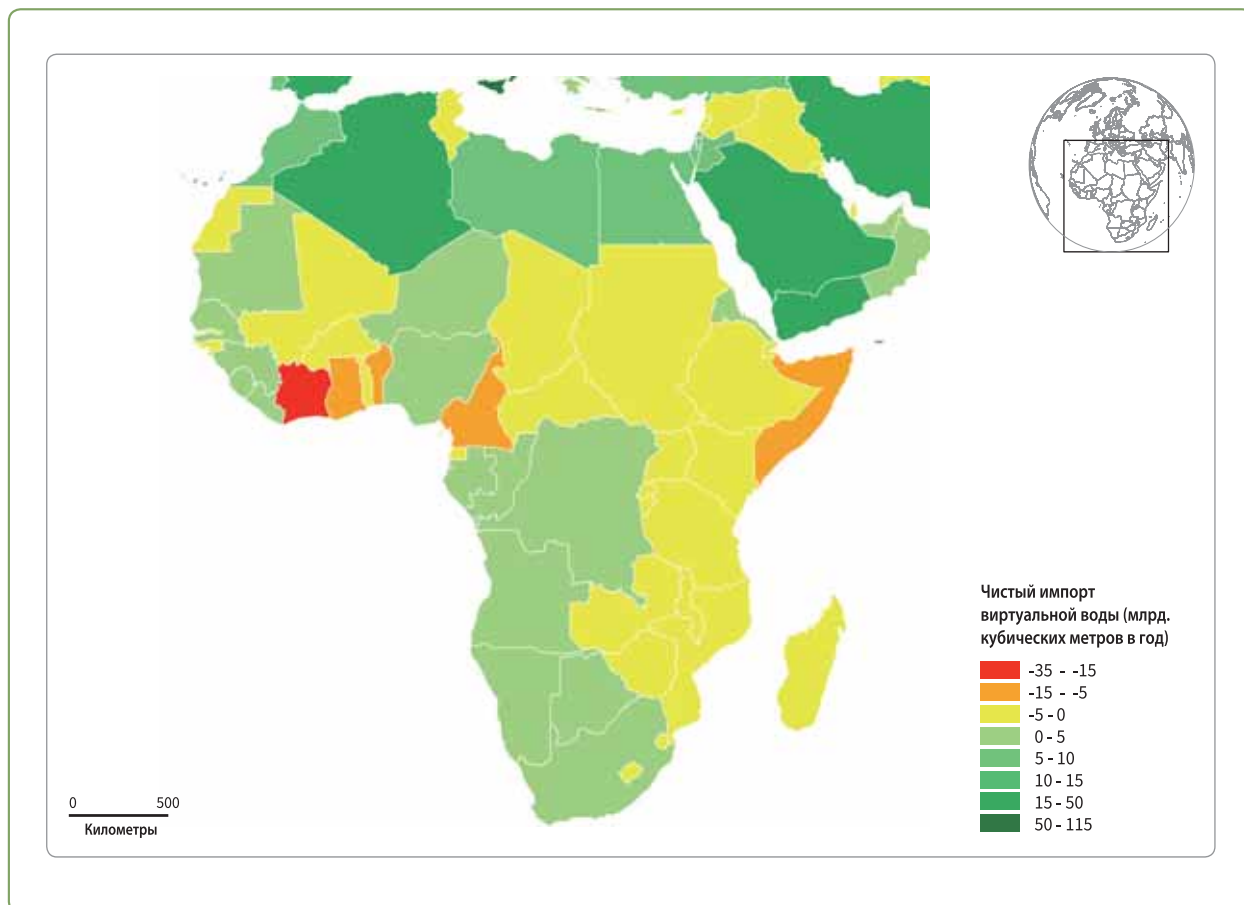 Чистый импорт
виртуальной воды (млрд.
кубических метров в год)
-35 - -15
-15 - -5
-5 - 0
0 - 5
5 - 10
10 - 15
15 - 50
50 - 115
0 500
Километры